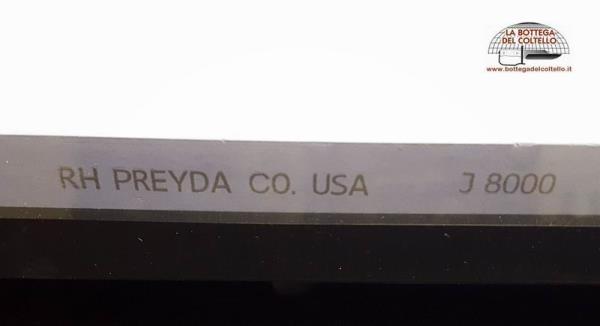 LA BOTTEGA
DEL COLTELLO
www.bottegadelcoltello.it
RH PREYDA CO. USA J 8000